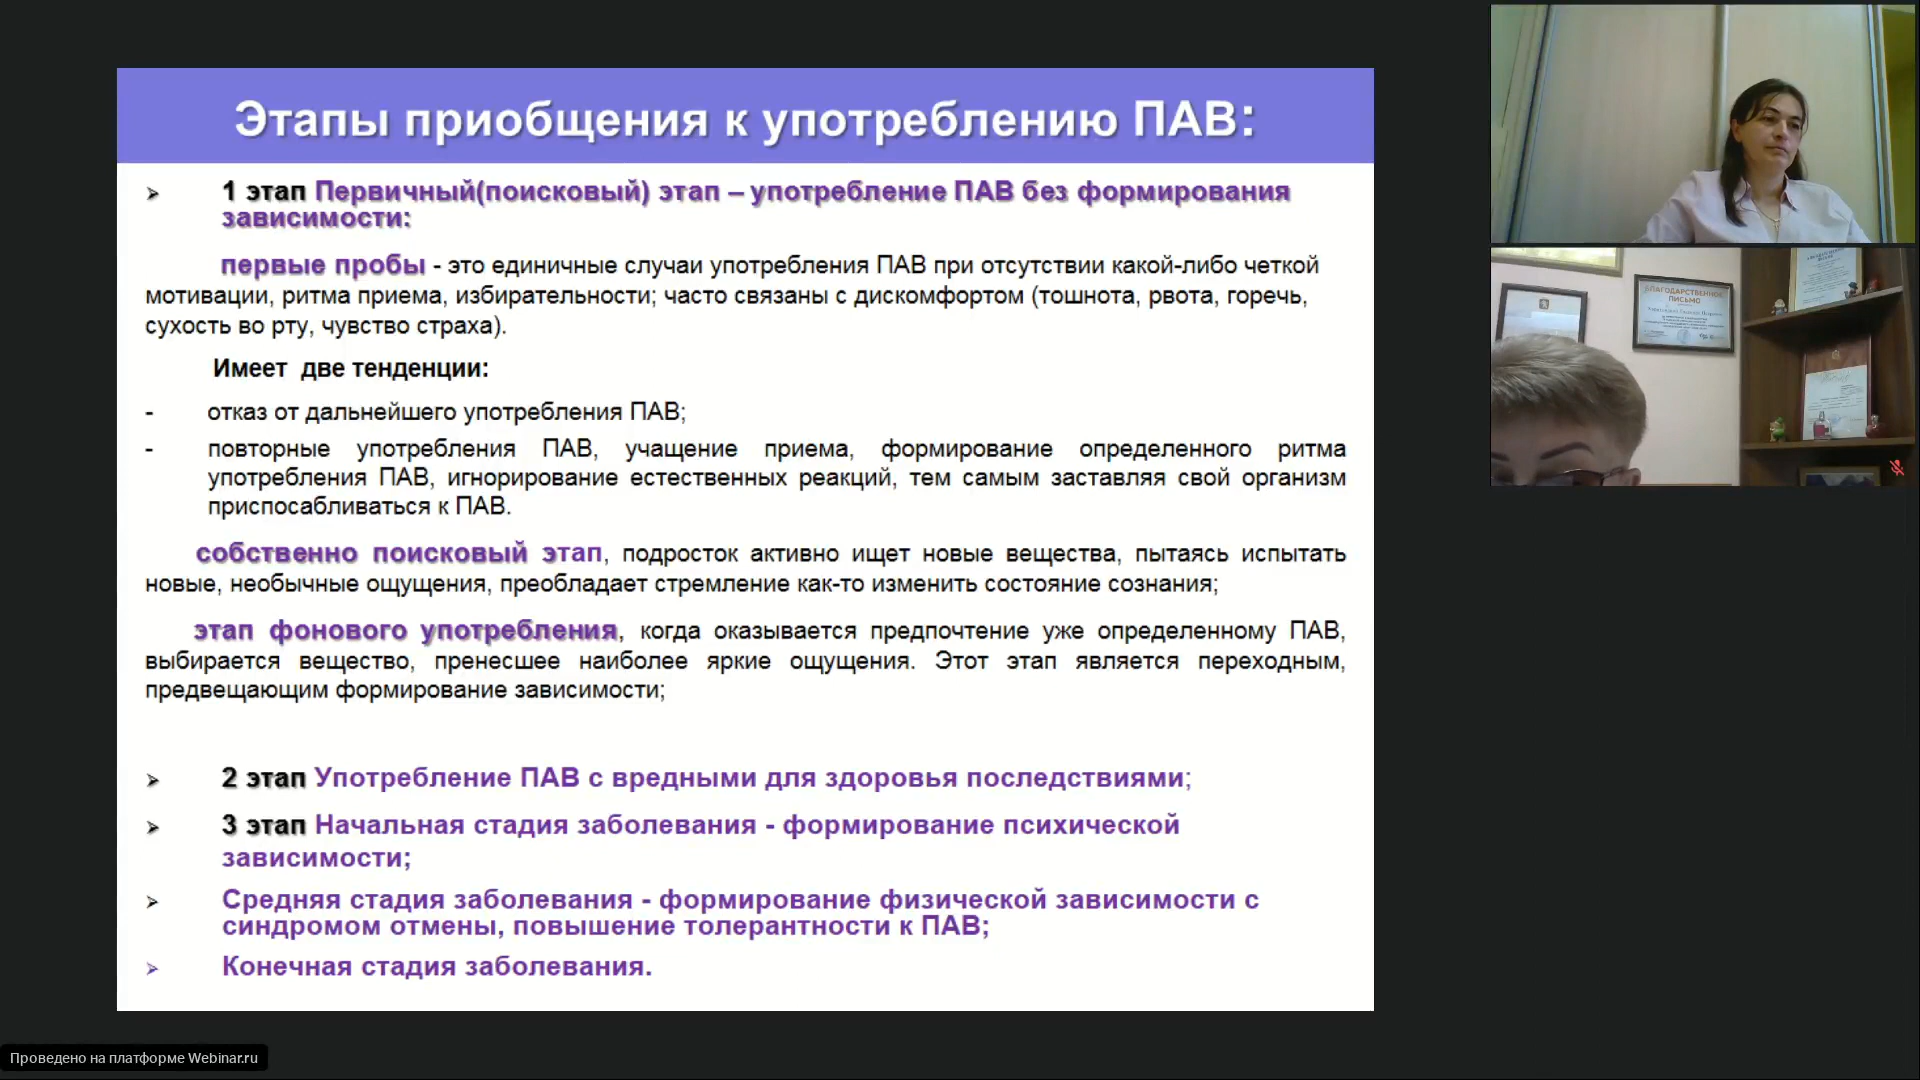 Этапы приобщения к употреблению ПАВ:
1 этап Первичный(поисковый) этап – употребление ПАВ без формирования
зависимости:
первые пробы - это единичные случаи употребления ПАВ при отсутствии какой-либо четкой
мотивации, ритма приема, избирательности; часто связаны с дискомфортом (тошнота, рвота, горечь,
сухость во рту, чувство страха).
Имеет две тенденции:
- отказ от дальнейшего употребления ПАВ;
- повторные употребления ПАВ, учащение приема, формирование определенного ритма
употребления ПАВ, игнорирование естественных реакций, тем самым заставляя свой организм
приспосабливаться к ПАВ.
собственно поисковый этап, подросток активно ищет новые вещества, пытаясь испытать
новые, необычные ощущения, преобладает стремление как-то изменить состояние сознания;
этап фонового употребления, когда оказывается предпочтение уже определенному ПАВ,
выбирается вещество, пренесшее наиболее яркие ощущения. Этот этап является переходным,
предвещающим формирование зависимости;
2 этап Употребление ПАВ с вредными для здоровья последствиями;
3 этап Начальная стадия заболевания - формирование психической
зависимости;
Средняя стадия заболевания - формирование физической зависимости с
синдромом отмены, повышение толерантности к ПАВ;
Конечная стадия заболевания.
БЛАГОДАРСТВЕННОЕ
ПИСЬМО
Проведено на платформе Webinar.ru